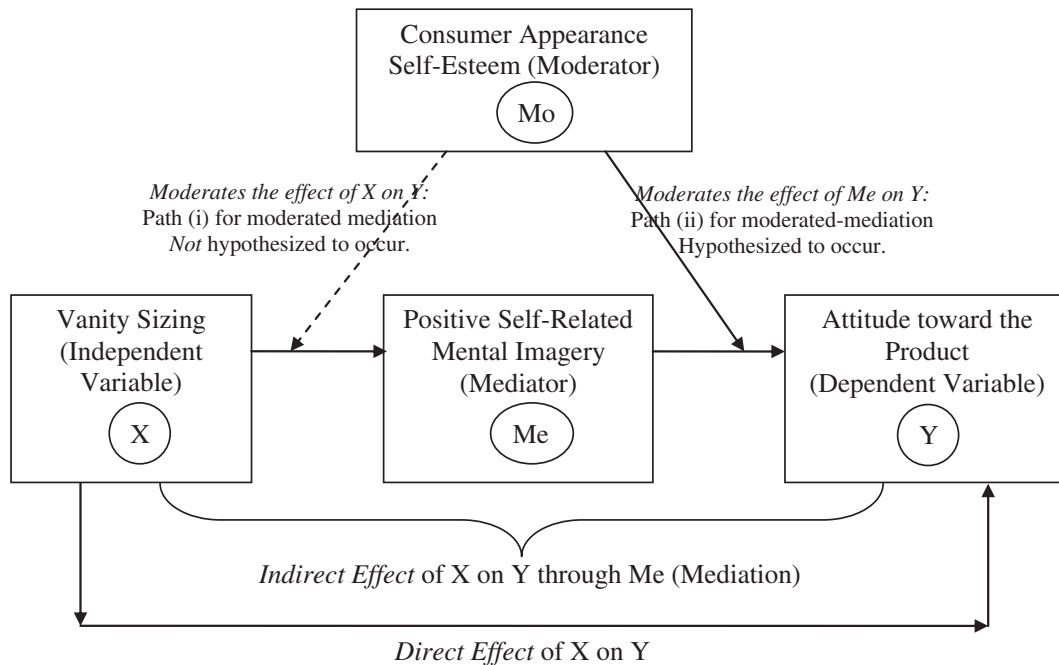 Consumer Appearance
Self-Esteem (Moderator)
Mo
Moderates the effect of X on Y:
Path (i) for moderated mediation
Not hypothesized to occur.
Moderates the effect of Me on Y:
Path (ii) for moderated-mediation
Hypothesized to occur.
Vanity Sizing
(Independent
Variable)
X
Positive Self-Related
Mental Imagery
(Mediator)
Me
Attitude toward the
Product
(Dependent Variable)
Y
Indirect Effect of X on Y through Me (Mediation)
Direct Effect of X on Y